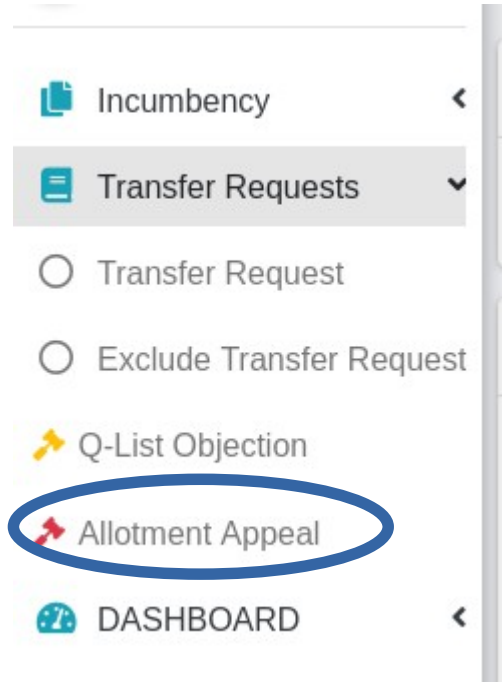 Incumbency
Transfer Requests
Transfer Request
Exclude Transfer Request
Q-List Objection
Allotment Appeal
DASHBOARD